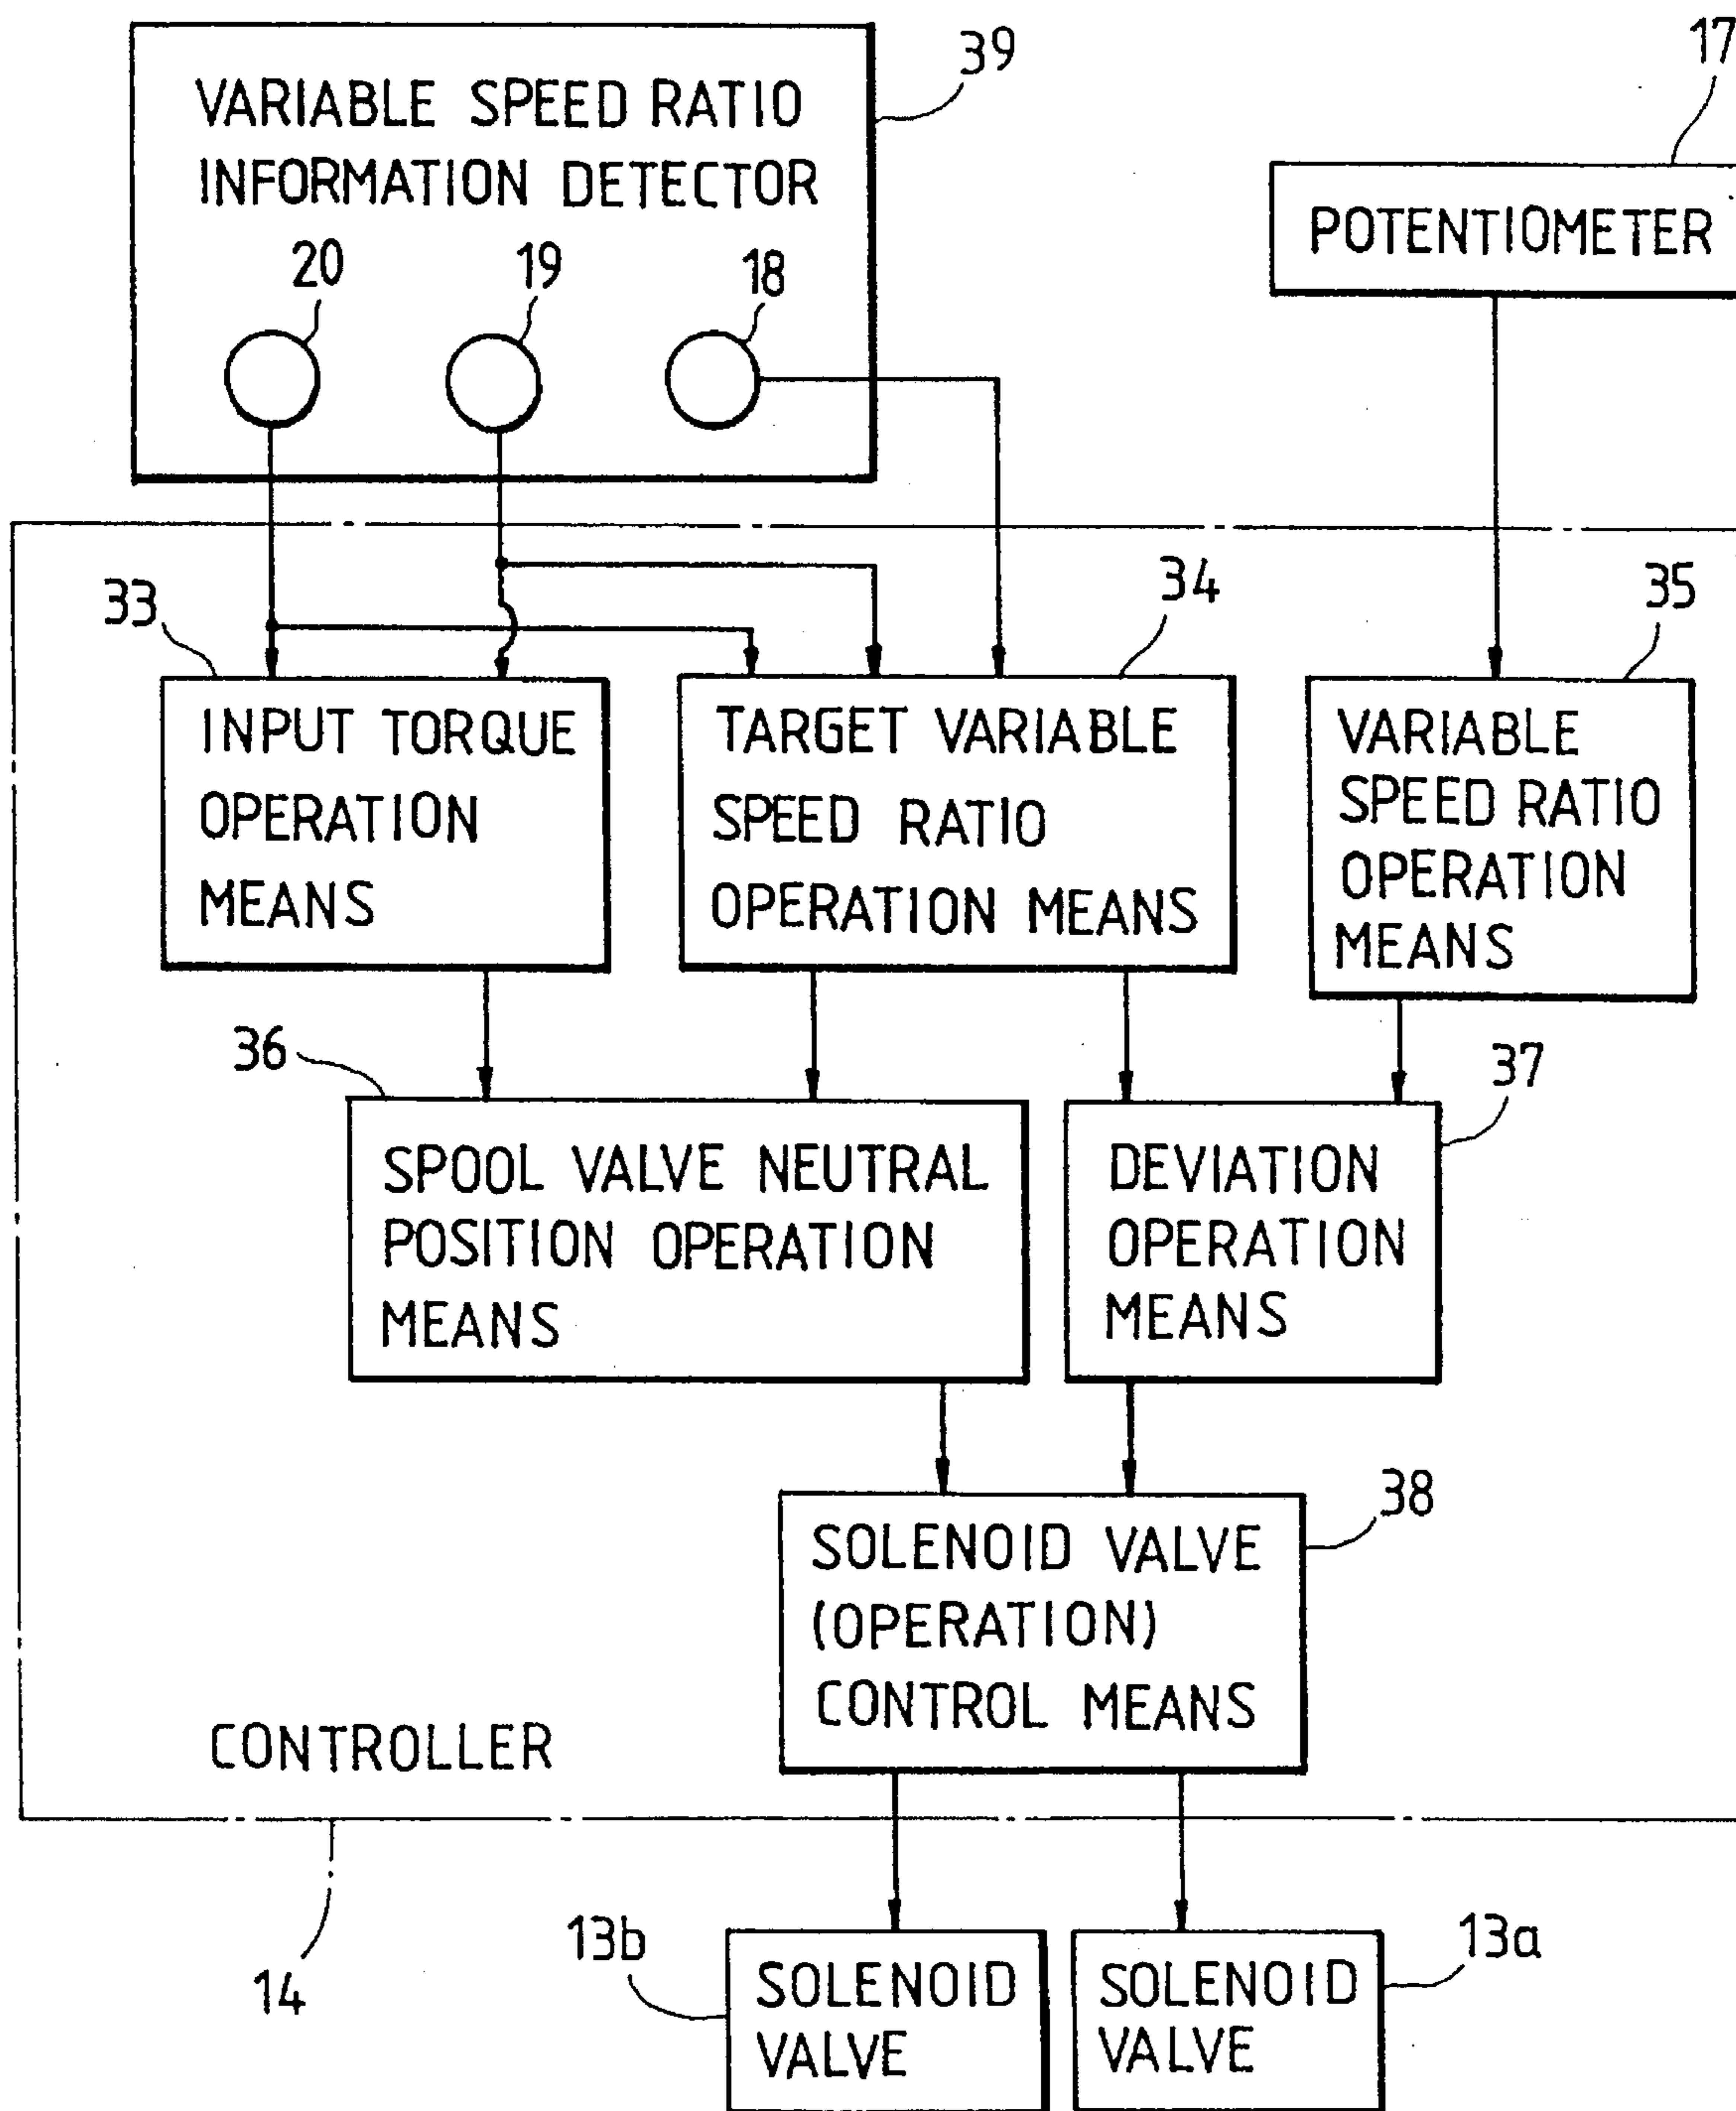 39
17
VARIABLE SPEED RATIO
INFORMATION DETECTOR
20
19
18
POTENTIOMETER
33
34
35
INPUT TORQUE
OPERATION
MEANS
TARGET VARIABLE
SPEED RATIO
OPERATION MEANS
VARIABLE
SPEED RATIO
OPERATION
MEANS
36
37
SPOOL VALVE NEUTRAL
POSITION OPERATION
MEANS
DEVIATION
OPERATION
MEANS
38
SOLENOID VALVE
(OPERATION)
CONTROL MEANS
CONTROLLER
14
13b
SOLENOID
VALVE
13a
SOLENOID
VALVE